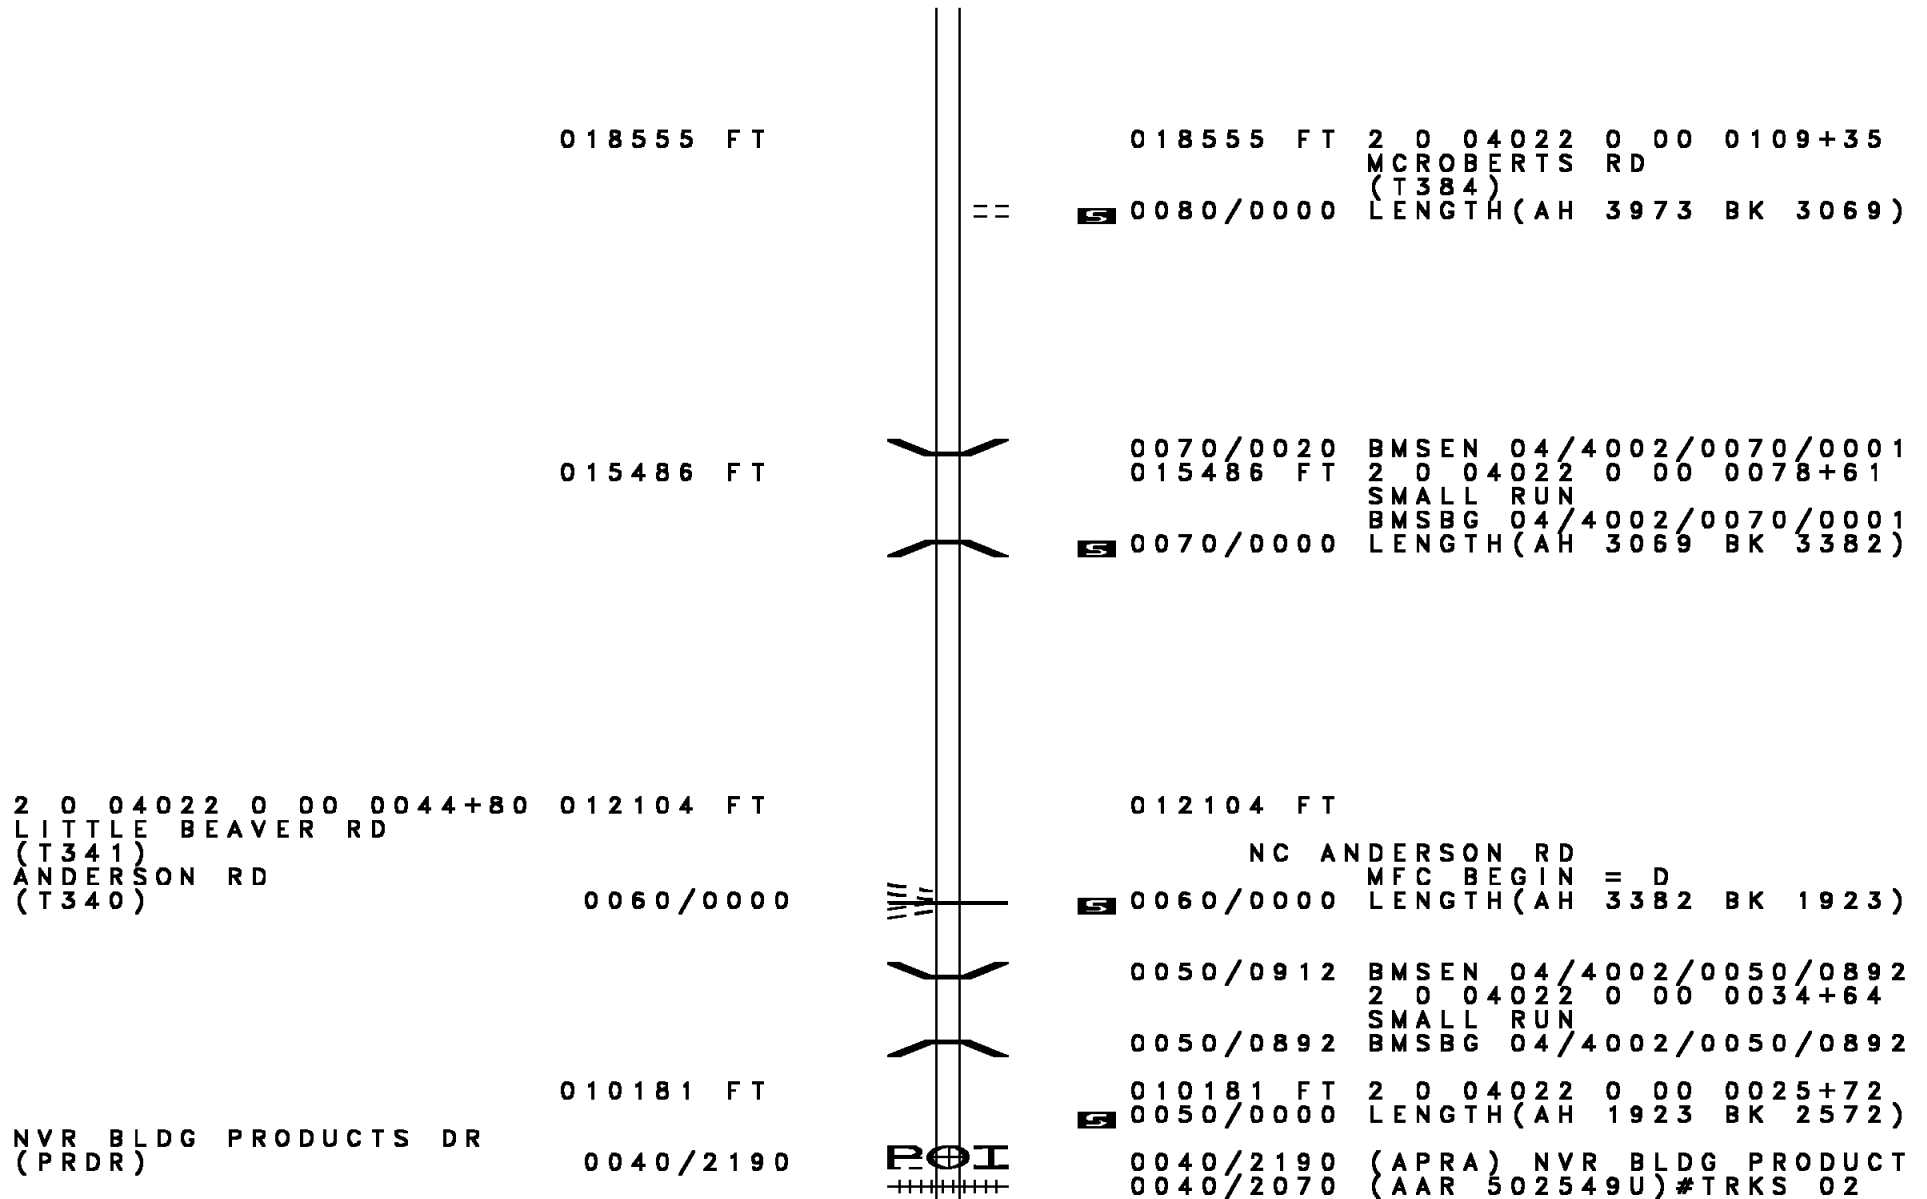 018555 FT 018555 FT 2 0 04022 0 00 0109+35
MCROBERTS RD
(T384)
== S 0080/0000 LENGTH(AH 3973 BK 3069)
0070/0020 BMSEN 04/4002/0070/0001
015486 FT 015486 FT 2 0 04022 0 00 0078+61
SMALL RUN
BMSBG 04/4002/0070/0001
S 0070/0000 LENGTH(AH 3069 BK 3382)
2 0 04022 0 00 0044+80 012104 FT 012104 FT
LITTLE BEAVER RD
(T341) NC ANDERSON RD
ANDERSON RD MFC BEGIN = D
(T340) 0060/0000 S 0060/0000 LENGTH(AH 3382 BK 1923)
0050/0912 BMSEN 04/4002/0050/0892
2 0 04022 0 00 0034+64
SMALL RUN
0050/0892 BMSBG 04/4002/0050/0892
010181 FT 010181 FT 2 0 04022 0 00 0025+72
S 0050/0000 LENGTH(AH 1923 BK 2572)
NVR BLDG PRODUCTS DR
(PRDR) 0040/2190 POI 0040/2190 (APRA) NVR BLDG PRODUCT
0040/2070 (AAR 502549U)#TRKS 02